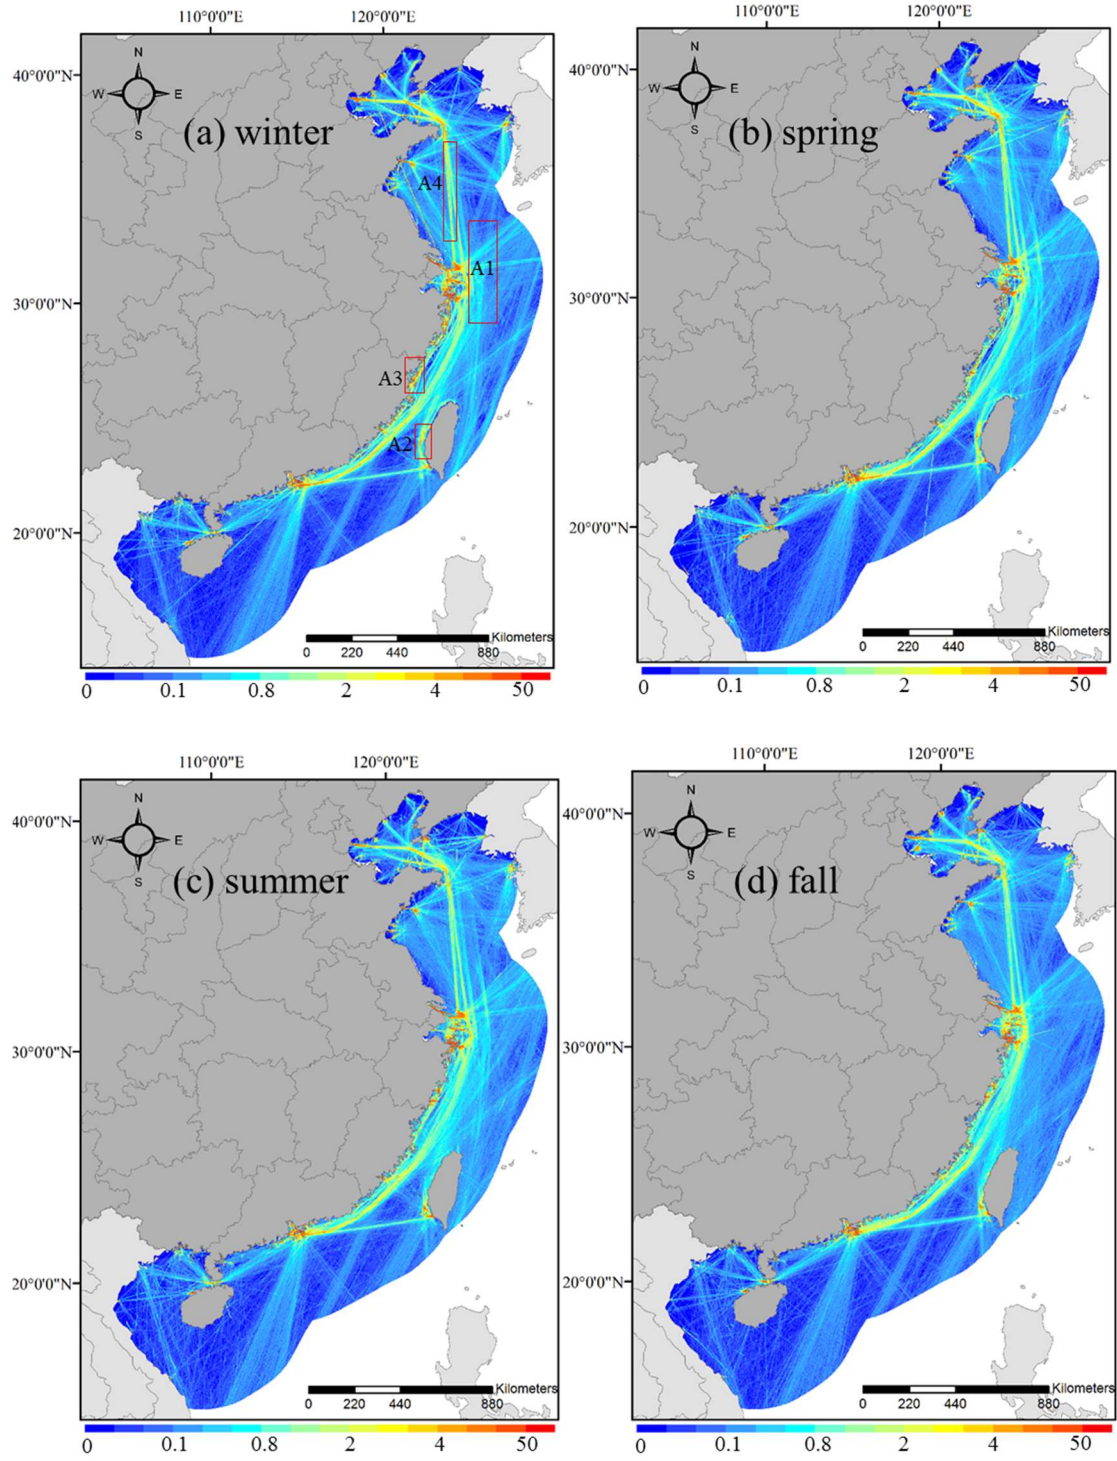 110°0'0"E 120°0'0"E
110°0'0"E 120°0'0"E
40°0'0"N
30°0'0"N
20°0'0"N
N
W E
S
(a) winter
A4
A1
A3
A2
Kilometers
0 220 440 880
0 0.1 0.8 2 4 50
40°0'0"N
30°0'0"N
20°0'0"N
N
W E
S
(b) spring
Kilometers
0 220 440 880
0 0.1 0.8 2 4 50
110°0'0"E 120°0'0"E
110°0'0"E 120°0'0"E
40°0'0"N
30°0'0"N
20°0'0"N
N
W E
S
(c) summer
Kilometers
0 220 440 880
0 0.1 0.8 2 4 50
40°0'0"N
30°0'0"N
20°0'0"N
N
W E
S
(d) fall
Kilometers
0 220 440 880
0 0.1 0.8 2 4 50